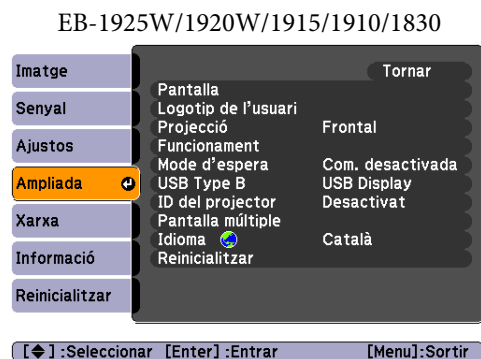 EB-1925W/1920W/1915/1910/1830
Imatge
Senyal
Ajustos
Ampliada
Xarxa
Informació
Reinicialitzar
Tornar
Pantalla
Logotip de l'usuari
Projecció Frontal
Funcionament
Mode d'espera Com. desactivada
USB Type B USB Display
ID del projector Desactivat
Pantalla múltiple
Idioma Català
Reinicialitzar
[◆] :Seleccionar [Enter] :Entrar [Menu]:Sortir